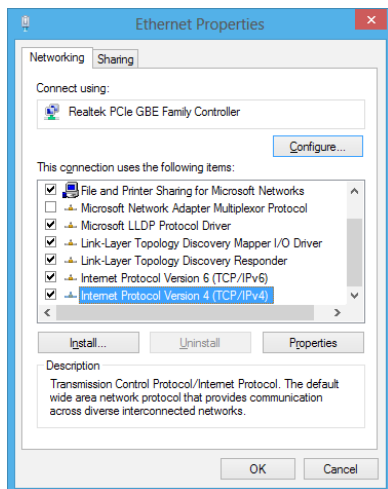 Ethernet Properties
Networking
Sharing
Connect using:
Realtek PCIe GBE Family Controller
Configure...
This connection uses the following items:
File and Printer Sharing for Microsoft Networks
Microsoft Network Adapter Multiplexor Protocol
Microsoft LLDP Protocol Driver
Link-Layer Topology Discovery Mapper I/O Driver
Link-Layer Topology Discovery Responder
Internet Protocol Version 6 (TCP/IPv6)
Internet Protocol Version 4 (TCP/IPv4)
Install...
Uninstall
Properties
Description
Transmission Control Protocol/Internet Protocol. The default
wide area network protocol that provides communication
across diverse interconnected networks.
OK
Cancel